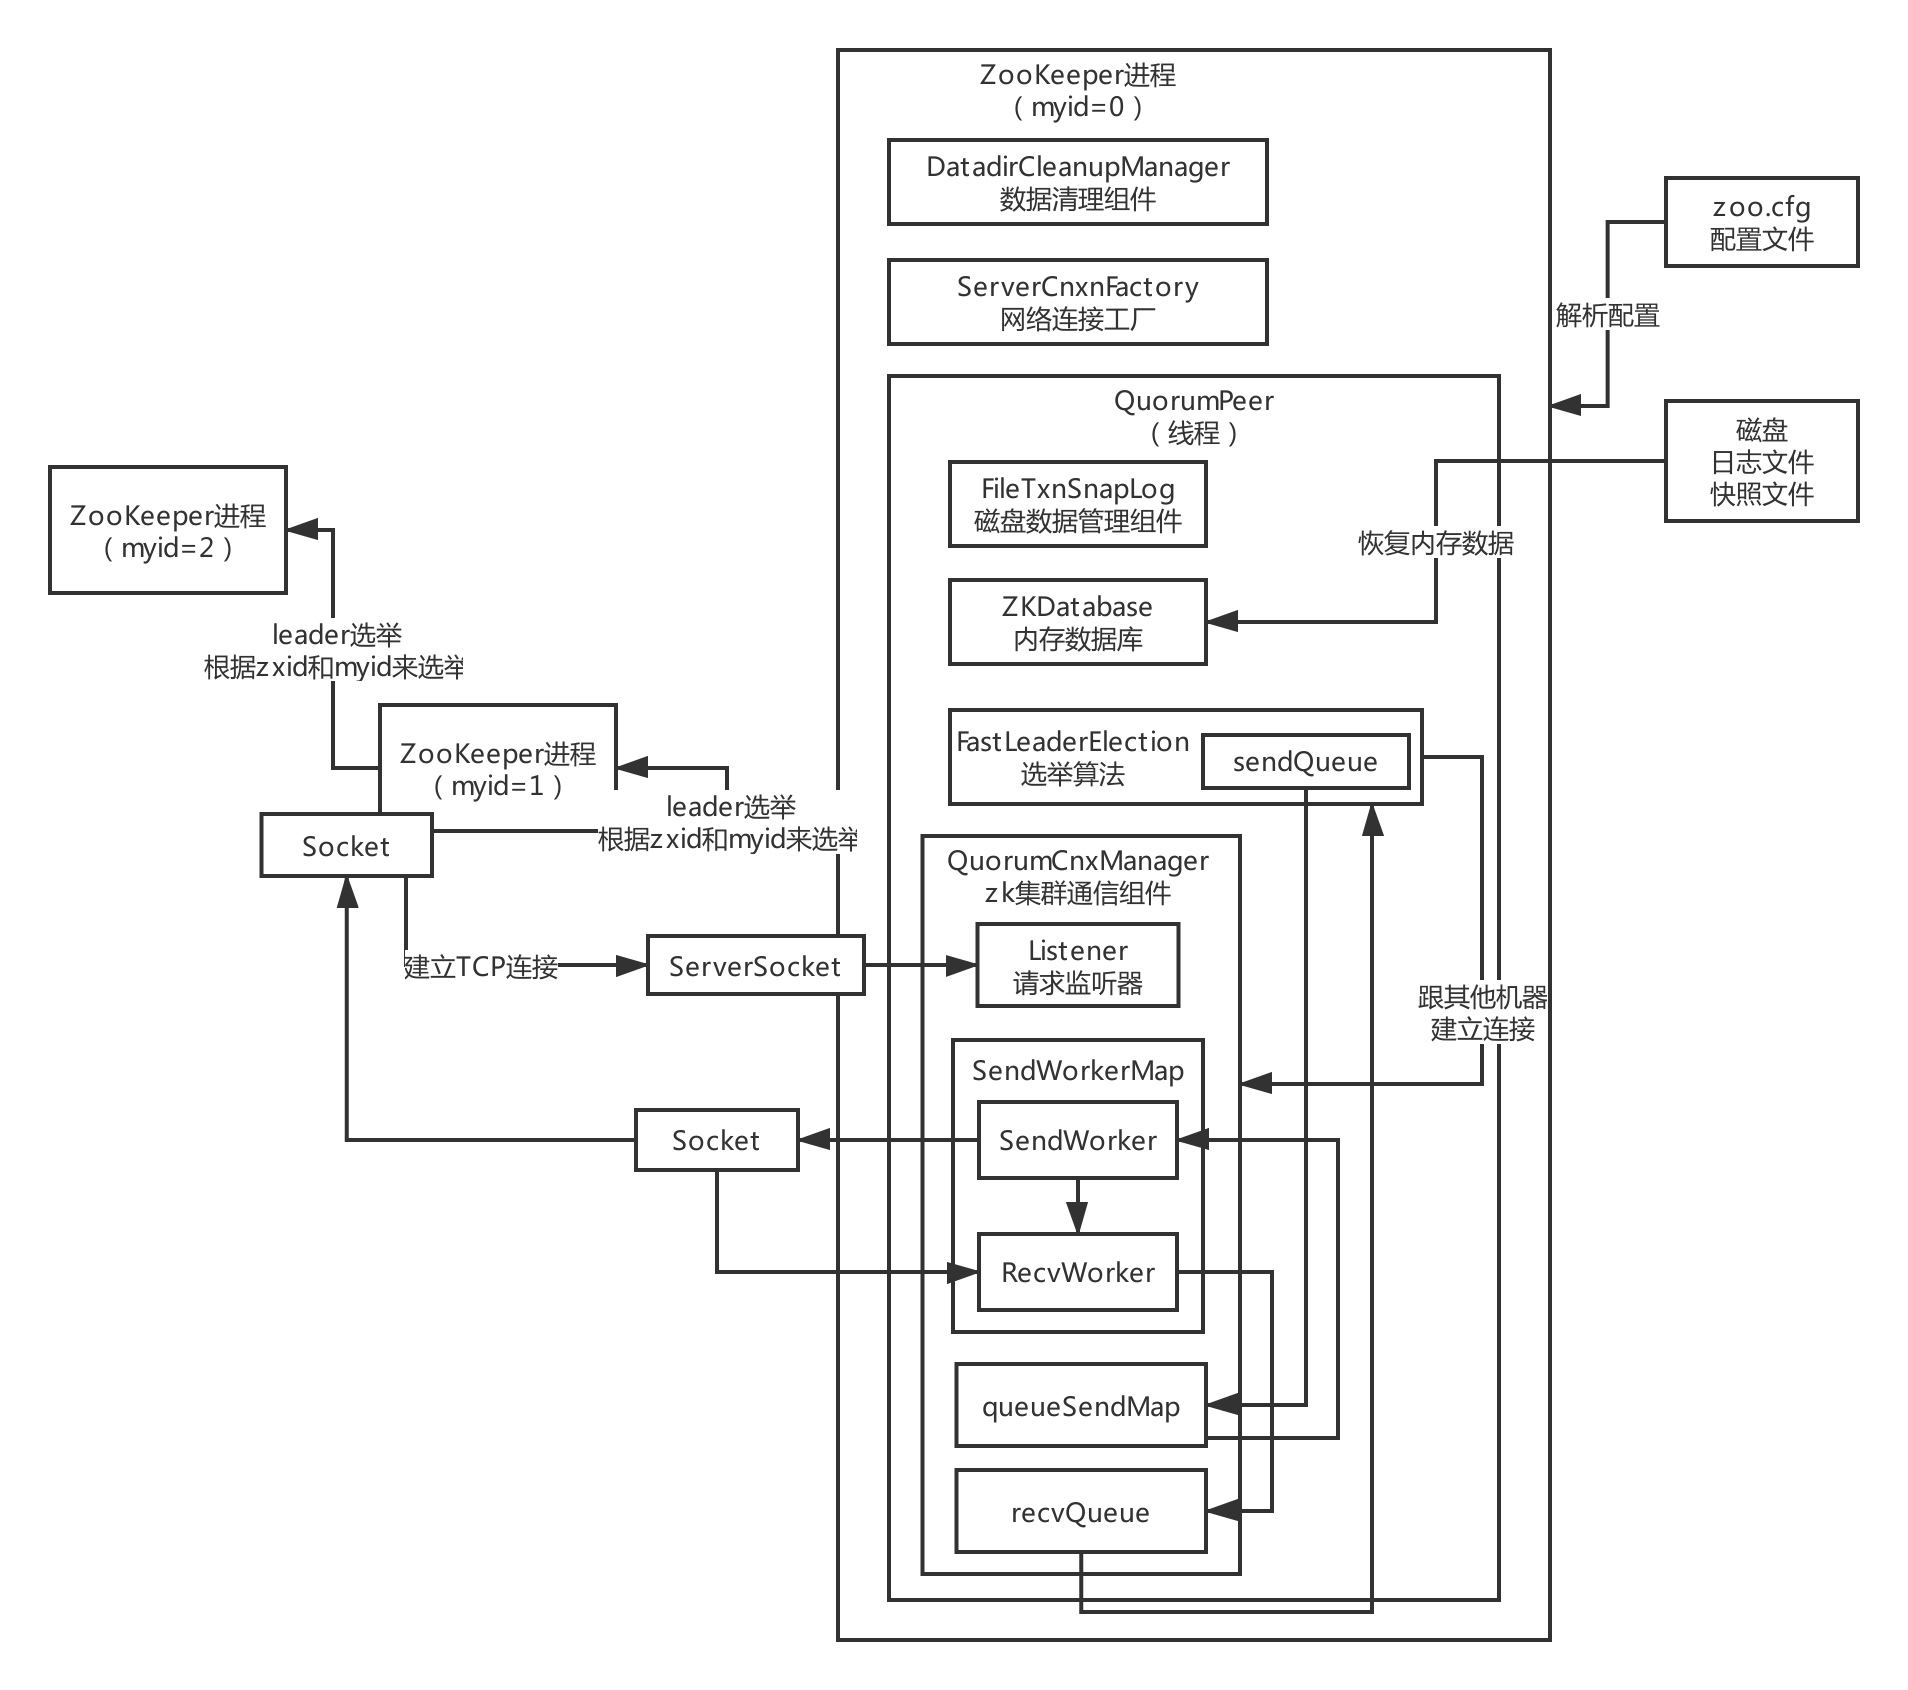 ZooKeeper进程
（myid=0）
DatadirCleanupManager
数据清理组件
ServerCnxnFactory
网络连接工厂
zoo.cfg
配置文件
解析配置
QuorumPeer
（线程）
磁盘
日志文件
快照文件
FileTxnSnapLog
磁盘数据管理组件
恢复内存数据
ZKDatabase
内存数据库
ZooKeeper进程
（myid=2）
leader选举
根据zxid和myid来选举
ZooKeeper进程
（myid=1）
leader选举
根据zxid和myid来选举
FastLeaderElection
选举算法
sendQueue
Socket
QuorumCnxManager
zk集群通信组件
建立TCP连接
ServerSocket
Listener
请求监听器
跟其他机器
建立连接
SendWorkerMap
Socket
SendWorker
RecvWorker
queueSendMap
recvQueue